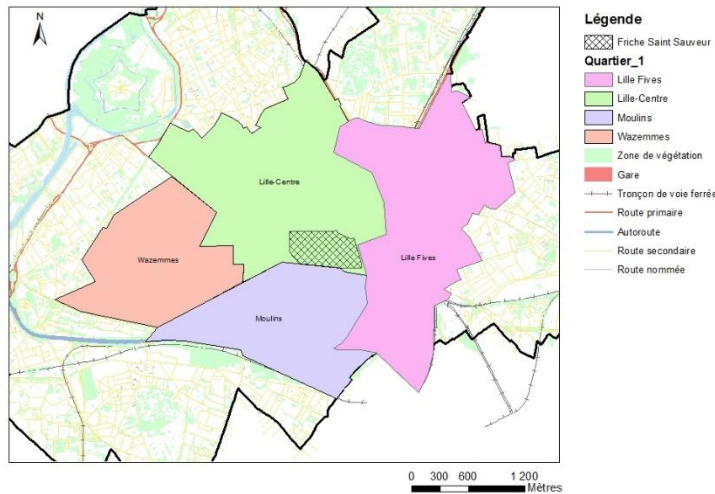 N
Lille-Centre
Wazemmes
Lille Fives
Moulins
Légende
Friche Saint Sauveur
Quartier_1
Lille Fives
Lille-Centre
Moulins
Wazemmes
Zone de végétation
Gare
Tronçon de voie ferrée
Route primaire
Autoroute
Route secondaire
Route nommée
0 300 600 1 200
Mètres